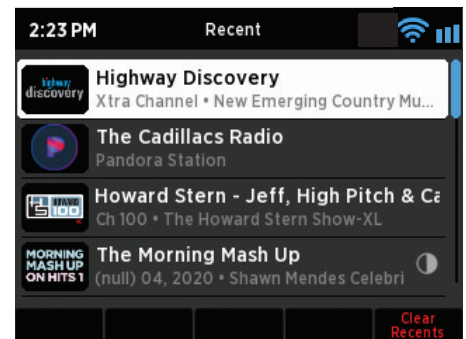 2:23 PM Recent
highway
discovery
Highway Discovery
Xtra Channel • New Emerging Country Mu...
The Cadillacs Radio
Pandora Station
HOWARD
100
Howard Stern - Jeff, High Pitch & Ca
Ch 100 • The Howard Stern Show-XL
MORNING
MASH UP
ON HITS 1
The Morning Mash Up
(null) 04, 2020 • Shawn Mendes Celebri
Clear
Recents